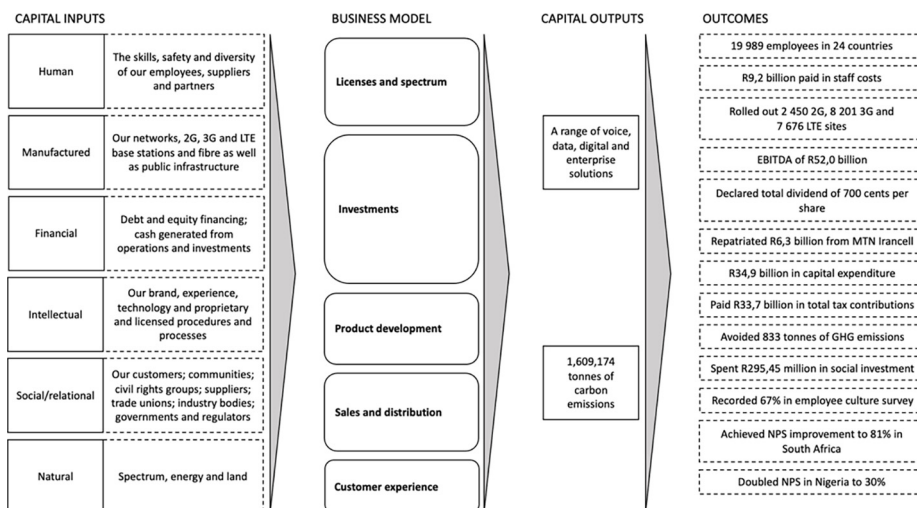 CAPITAL INPUTS
BUSINESS MODEL
CAPITAL OUTPUTS
OUTCOMES
Human
The skills, safety and diversity
of our employees, suppliers
and partners
Manufactured
Our networks, 2G, 3G and LTE
base stations and fibre as well
as public infrastructure
Financial
Debt and equity financing;
cash generated from
operations and investments
Intellectual
Our brand, experience,
technology and proprietary
and licensed procedures and
processes
Social/relational
Our customers; communities;
civil rights groups; suppliers;
trade unions; industry bodies;
governments and regulators
Natural
Spectrum, energy and land
Licenses and spectrum
Investments
Product development
Sales and distribution
Customer experience
A range of voice,
data, digital and
enterprise
solutions
1,609,174
tonnes of
carbon
emissions
19 989 employees in 24 countries
R9,2 billion paid in staff costs
Rolled out 2 450 2G, 8 201 3G and
7 676 LTE sites
EBITDA of R52,0 billion
Declared total dividend of 700 cents per
share
Repatriated R6,3 billion from MTN Irancell
R34,9 billion in capital expenditure
Paid R33,7 billion in total tax contributions
Avoided 833 tonnes of GHG emissions
Spent R295,45 million in social investment
Recorded 67% in employee culture survey
Achieved NPS improvement to 81% in
South Africa
Doubled NPS in Nigeria to 30%